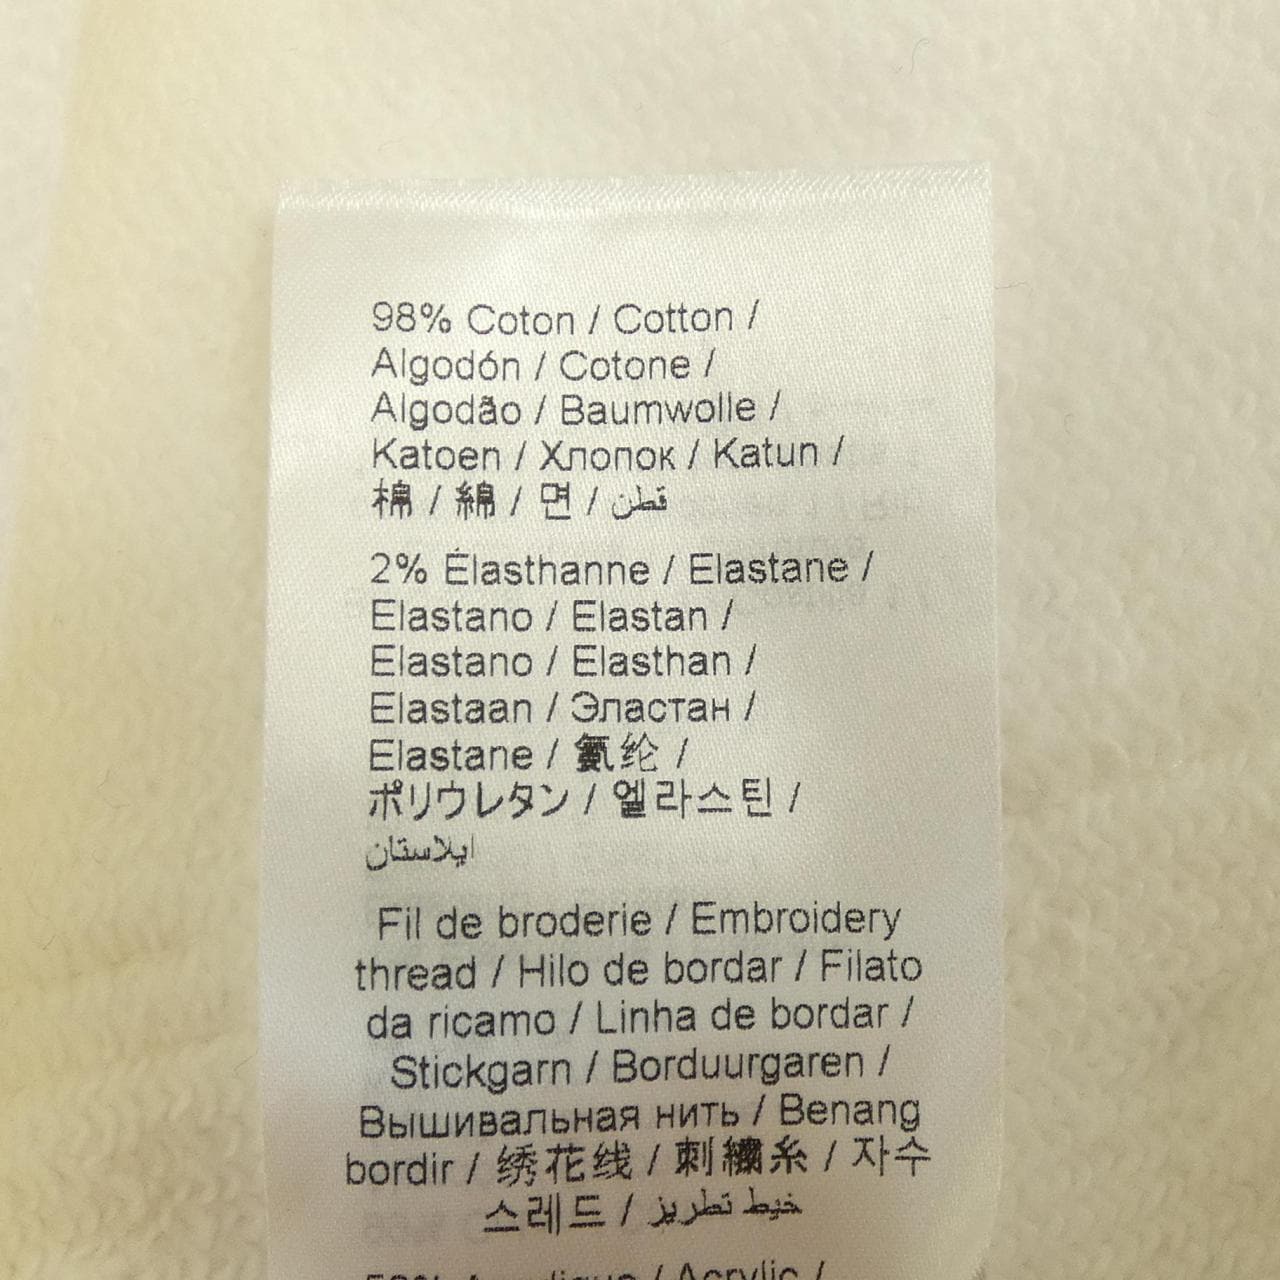 98% Coton / Cotton /
Algodón / Cotone /
Algodão / Baumwolle /
Katoen / Хлопок / Katun /
棉 / 綿 / 면 / قطن
2% Élasthanne / Elastane /
Elastano / Elastan /
Elastano / Elasthan /
Elastaan / Эластан /
Elastane / 氨纶 /
ポリウレタン / 엘라스틴 /
ايلاستان
Fil de broderie / Embroidery
thread / Hilo de bordar / Filato
da ricamo / Linha de bordar /
Stickgarn / Borduurgaren /
Вышивальная нить / Benang
bordir / 绣花线 / 刺繍糸 / 자수
스레드 / خيط تطريز
/ Acrylic /